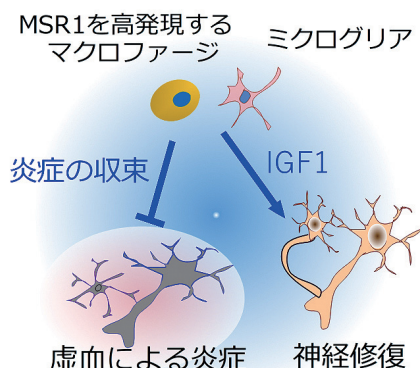 MSR1を高発現する
マクロファージ
ミクログリア
炎症の収束
IGF1
虚血による炎症
神経修復